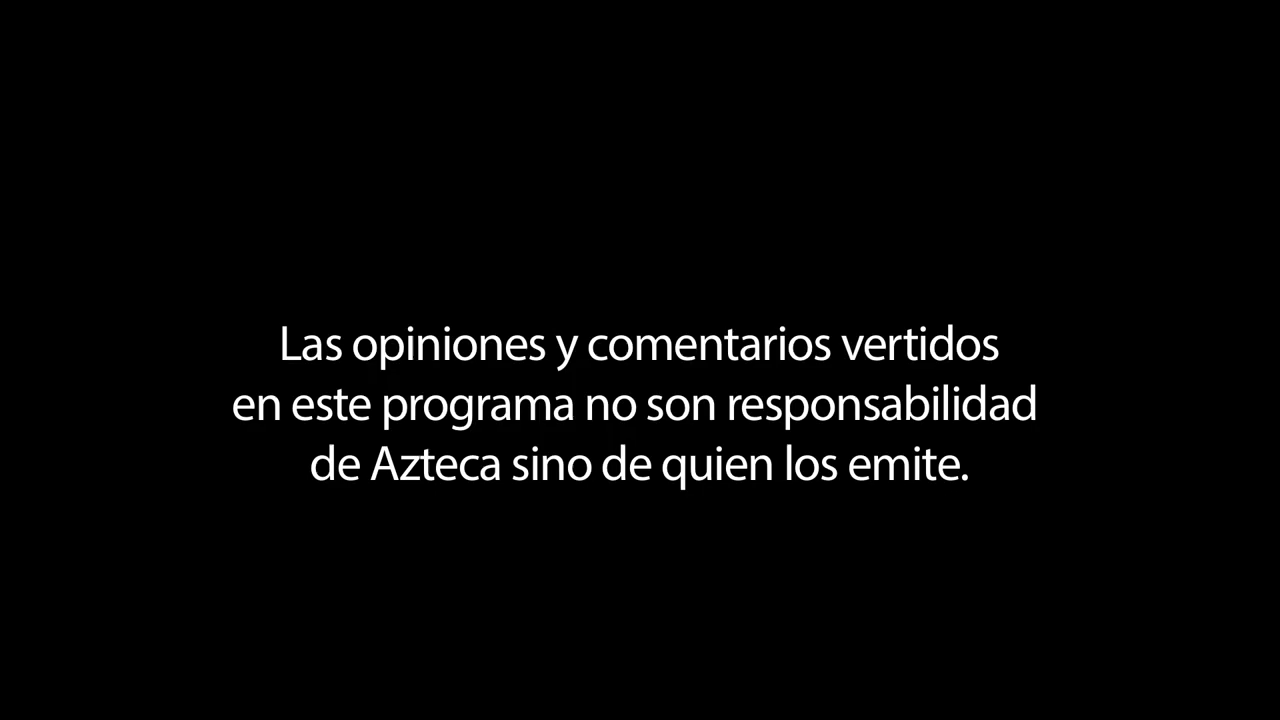 Las opiniones y comentarios vertidos
en este programa no son responsabilidad
de Azteca sino de quien los emite.